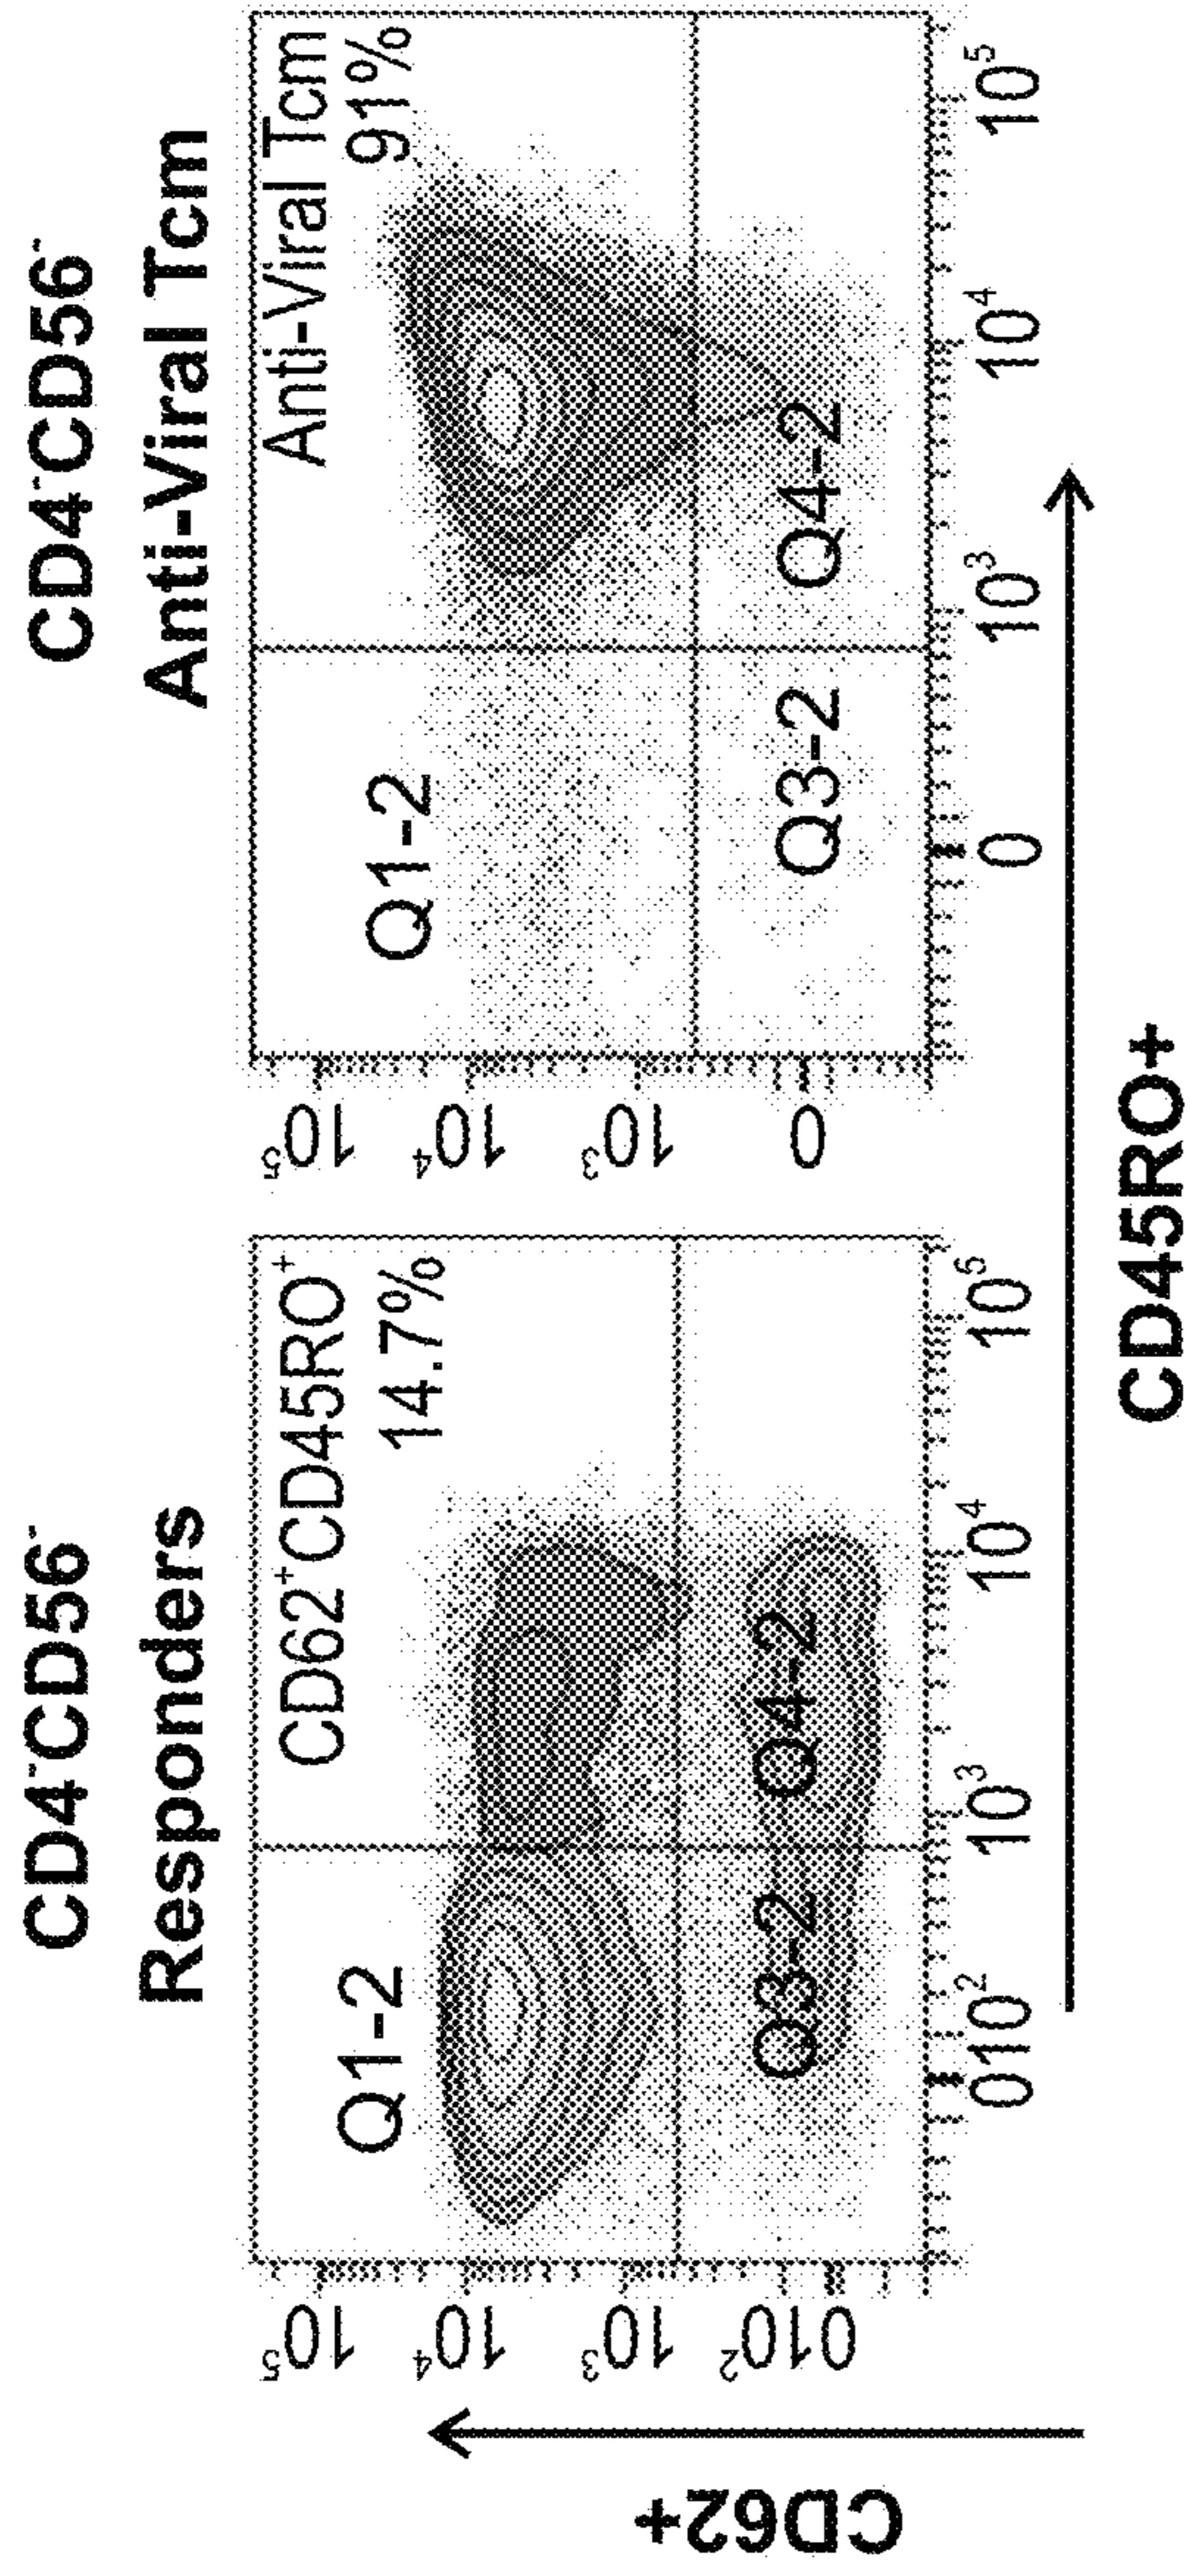 CD4⁻CD56⁻
Responders
CD62⁺CD45RO⁺
14.7%
Q1-2
Q3-2
Q4-2
10⁵
10⁴
10³
010²
010²
10³
10⁴
10⁶
CD4⁻CD56⁻
Anti-Viral Tcm
Anti-Viral Tcm
91%
Q1-2
Q3-2
Q4-2
10⁵
10⁴
10³
0
0
10³
10⁴
10⁵
CD62+
CD45RO+